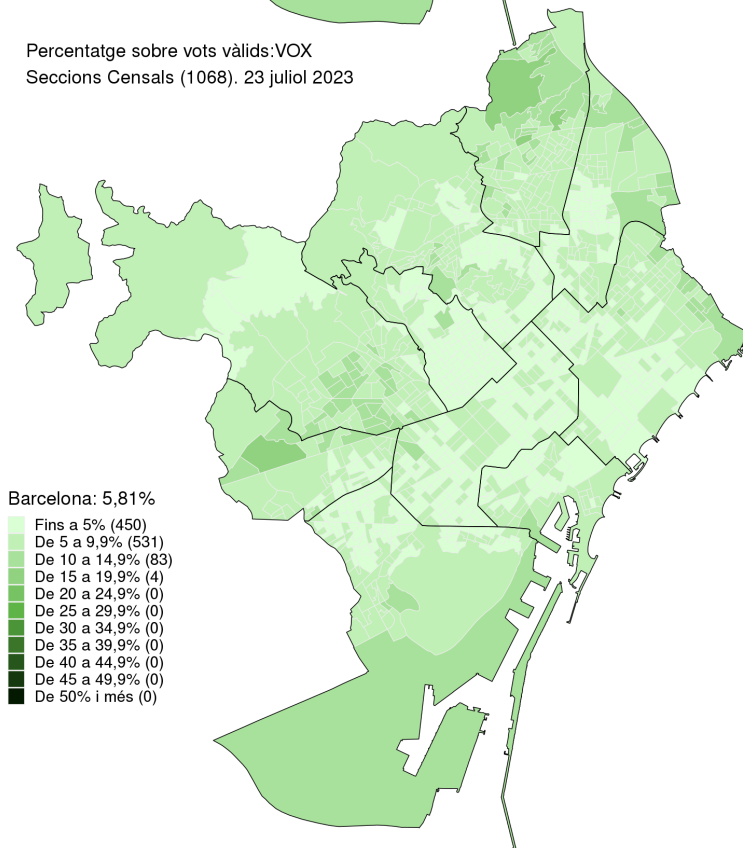 Percentatge sobre vots vàlids:VOX
Seccions Censals (1068). 23 juliol 2023
Barcelona: 5,81%
Fins a 5% (450)
De 5 a 9,9% (531)
De 10 a 14,9% (83)
De 15 a 19,9% (4)
De 20 a 24,9% (0)
De 25 a 29,9% (0)
De 30 a 34,9% (0)
De 35 a 39,9% (0)
De 40 a 44,9% (0)
De 45 a 49,9% (0)
De 50% i més (0)